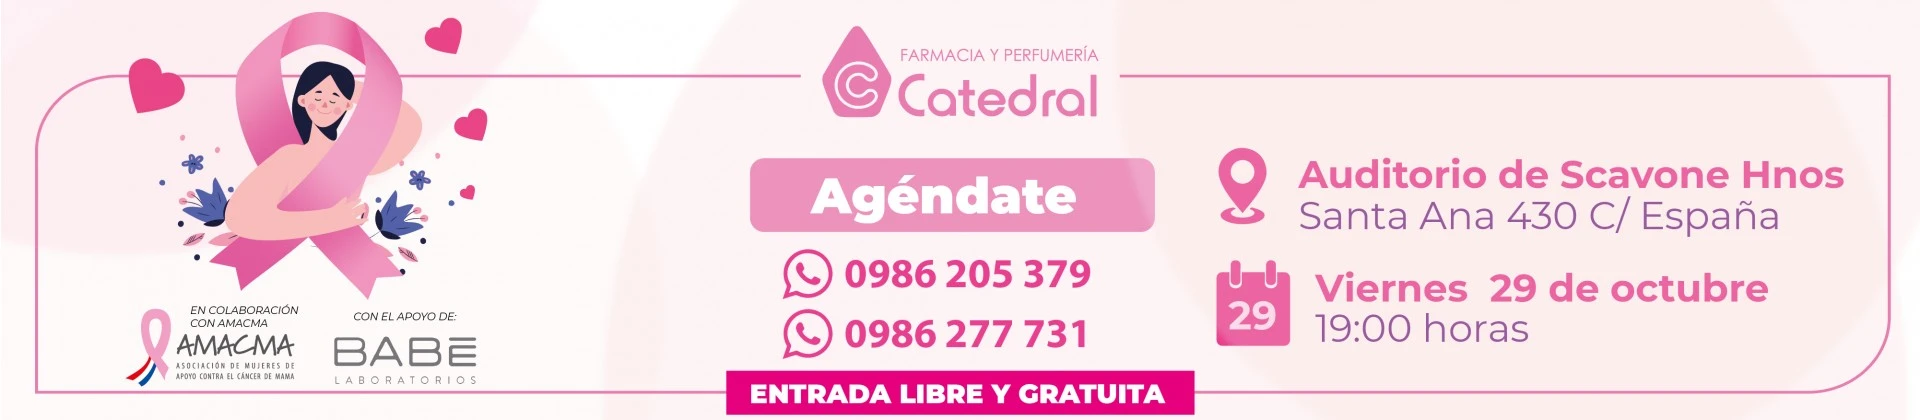 EN COLABORACIÓN
CON AMACMA
AMACMA
ASOCIACIÓN DE MUJERES DE
APOYO CONTRA EL CÁNCER DE MAMA
CON EL APOYO DE:
BABÉ
LABORATORIOS
FARMACIA Y PERFUMERÍA
Catedral
Agéndate
0986 205 379
0986 277 731
ENTRADA LIBRE Y GRATUITA
Auditorio de Scavone Hnos
Santa Ana 430 C/ España
29
Viernes 29 de octubre
19:00 horas